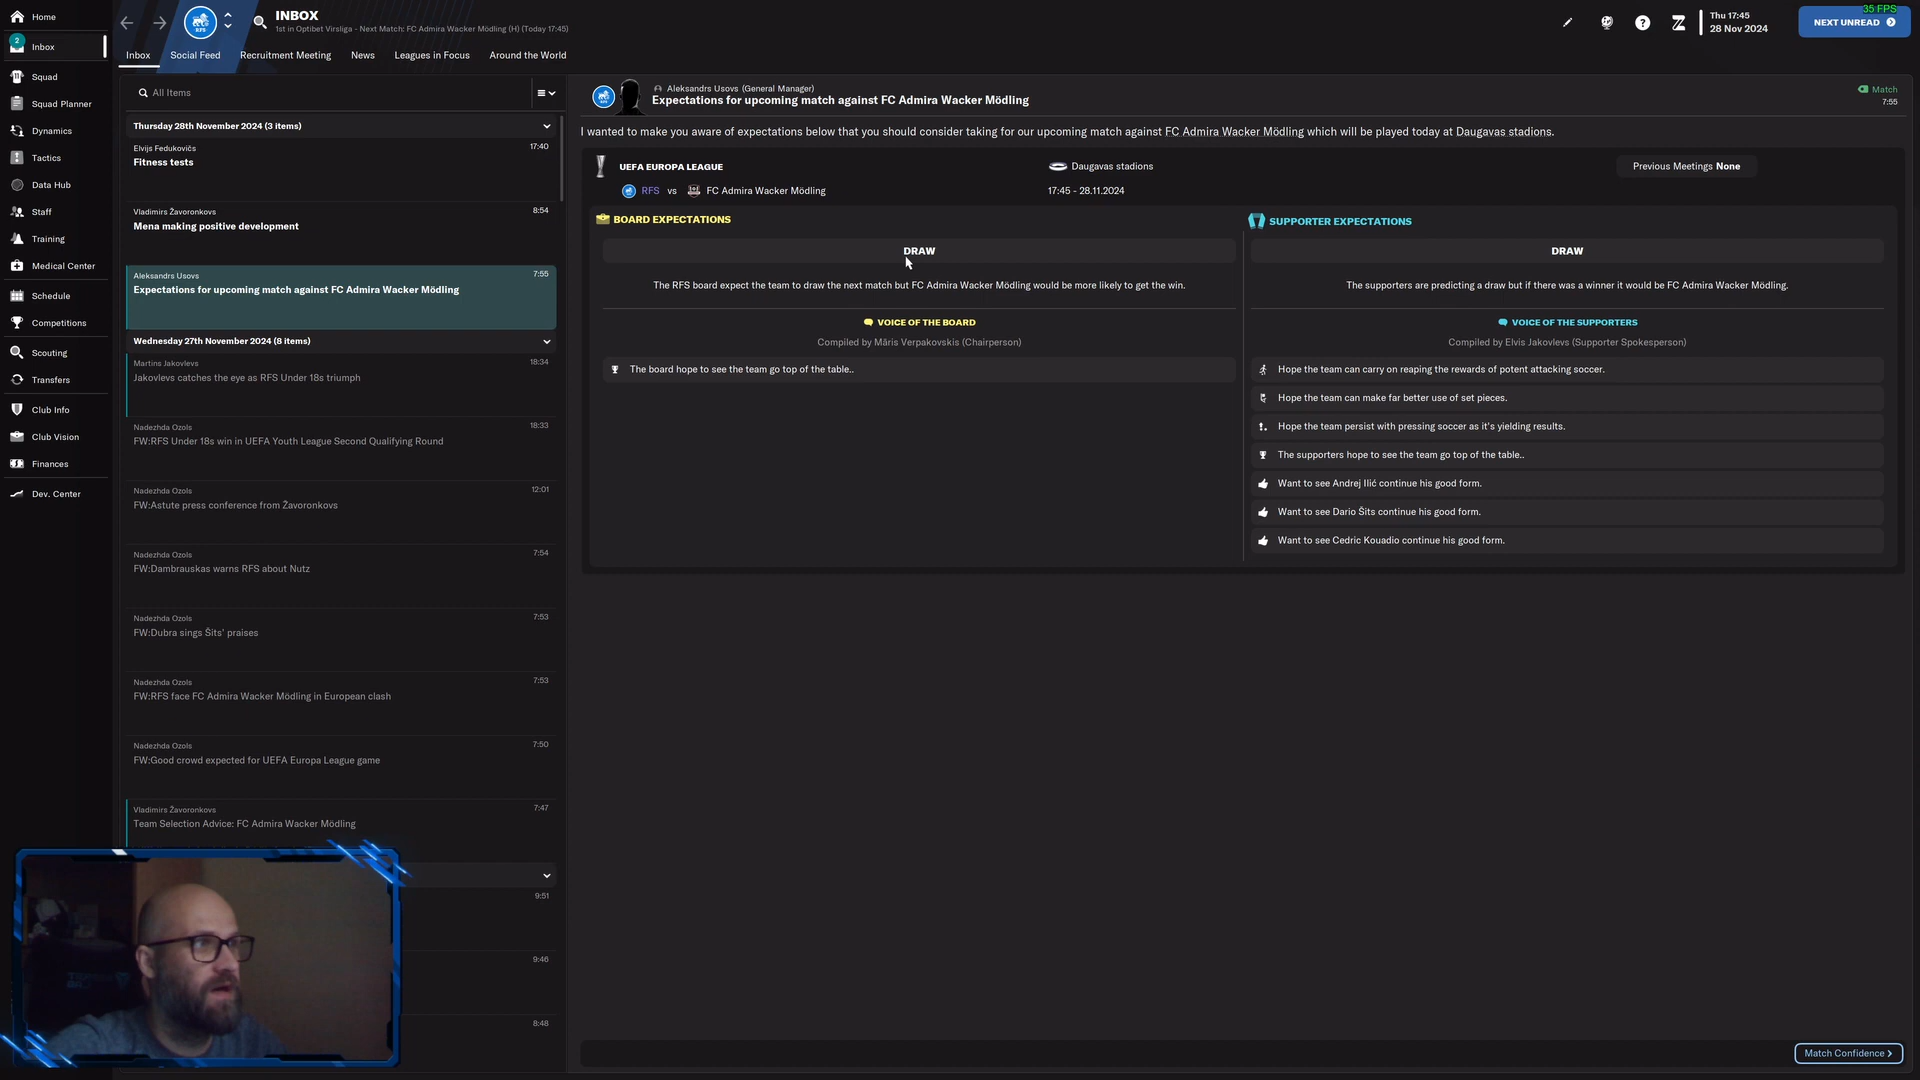 Home
2
Inbox
Squad
Squad Planner
Dynamics
Tactics
Data Hub
Staff
Training
Medical Center
Schedule
Competitions
Scouting
Transfers
Club Info
Club Vision
Finances
Dev. Center
RFS
INBOX
1st in Optibet Virsliga - Next Match: FC Admira Wacker Mödling (H) (Today 17:45)
Thu 17:45
28 Nov 2024
35 FPS
NEXT UNREAD
Inbox
Social Feed
Recruitment Meeting
News
Leagues in Focus
Around the World
All Items
Thursday 28th November 2024 (3 items)
Elvijs Fedukovičs
17:40
Fitness tests
Vladimirs Žavoronkovs
8:54
Mena making positive development
Aleksandrs Usovs
7:55
Expectations for upcoming match against FC Admira Wacker Mödling
Wednesday 27th November 2024 (8 items)
Martins Jakovlevs
18:34
Jakovlevs catches the eye as RFS Under 18s triumph
Nadezhda Ozols
18:33
FW:RFS Under 18s win in UEFA Youth League Second Qualifying Round
Nadezhda Ozols
12:01
FW:Astute press conference from Žavoronkovs
Nadezhda Ozols
7:54
FW:Dambrauskas warns RFS about Nutz
Nadezhda Ozols
7:53
FW:Dubra sings Šits' praises
Nadezhda Ozols
7:53
FW:RFS face FC Admira Wacker Mödling in European clash
Nadezhda Ozols
7:50
FW:Good crowd expected for UEFA Europa League game
Vladimirs Žavoronkovs
7:47
Team Selection Advice: FC Admira Wacker Mödling
9:51
9:46
8:48
Aleksandrs Usovs (General Manager)
Expectations for upcoming match against FC Admira Wacker Mödling
Match
7:55
I wanted to make you aware of expectations below that you should consider taking for our upcoming match against FC Admira Wacker Mödling which will be played today at Daugavas stadions.
UEFA EUROPA LEAGUE
Daugavas stadions
Previous Meetings None
RFS vs FC Admira Wacker Mödling
17:45 - 28.11.2024
BOARD EXPECTATIONS
DRAW
The RFS board expect the team to draw the next match but FC Admira Wacker Mödling would be more likely to get the win.
VOICE OF THE BOARD
Compiled by Māris Verpakovskis (Chairperson)
The board hope to see the team go top of the table..
SUPPORTER EXPECTATIONS
DRAW
The supporters are predicting a draw but if there was a winner it would be FC Admira Wacker Mödling.
VOICE OF THE SUPPORTERS
Compiled by Elvis Jakovlevs (Supporter Spokesperson)
Hope the team can carry on reaping the rewards of potent attacking soccer.
Hope the team can make far better use of set pieces.
Hope the team persist with pressing soccer as it's yielding results.
The supporters hope to see the team go top of the table..
Want to see Andrej Ilić continue his good form.
Want to see Dario Šits continue his good form.
Want to see Cedric Kouadio continue his good form.
Match Confidence